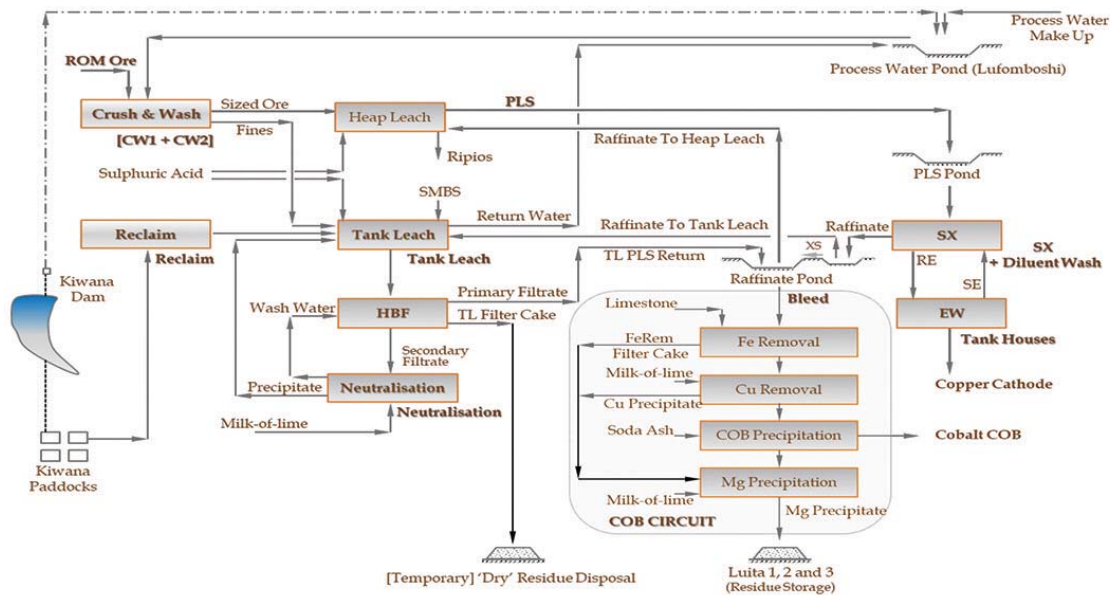 Process Water
Make Up
Process Water Pond (Lufomboshi)
ROM Ore
Crush & Wash
[CW1 + CW2]
Sized Ore
Fines
Heap Leach
PLS
Ripios
Raffinate To Heap Leach
PLS Pond
Sulphuric Acid
SMBS
Reclaim
Reclaim
Tank Leach
Tank Leach
Return Water
Raffinate To Tank Leach
TL PLS Return
XS
Raffinate
SX
SX
+ Diluent Wash
Raffinate Pond
RE
SE
EW
Tank Houses
Copper Cathode
Kiwana
Dam
Wash Water
HBF
Primary Filtrate
TL Filter Cake
Secondary
Filtrate
Precipitate
Neutralisation
Neutralisation
Milk-of-lime
Kiwana
Paddocks
Bleed
Limestone
Fe Removal
FeRem
Filter Cake
Milk-of-lime
Cu Removal
Cu Precipitate
Soda Ash
COB Precipitation
Cobalt COB
Mg Precipitation
Milk-of-lime
Mg Precipitate
COB CIRCUIT
[Temporary] 'Dry' Residue Disposal
Luita 1, 2 and 3
(Residue Storage)